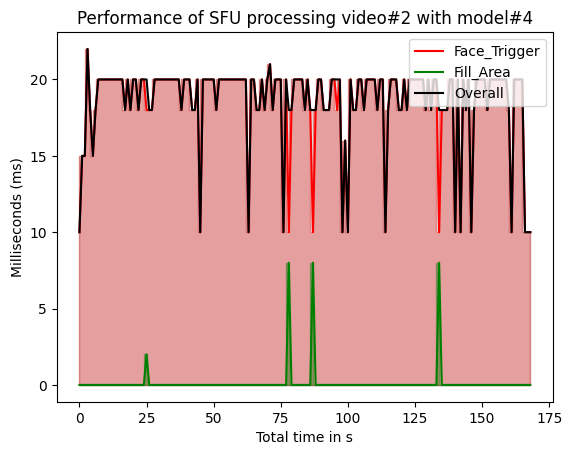 Performance of SFU processing video#2 with model#4
Face_Trigger
Fill_Area
Overall
Milliseconds (ms)
20
15
10
5
0
0 25 50 75 100 125 150 175
Total time in s